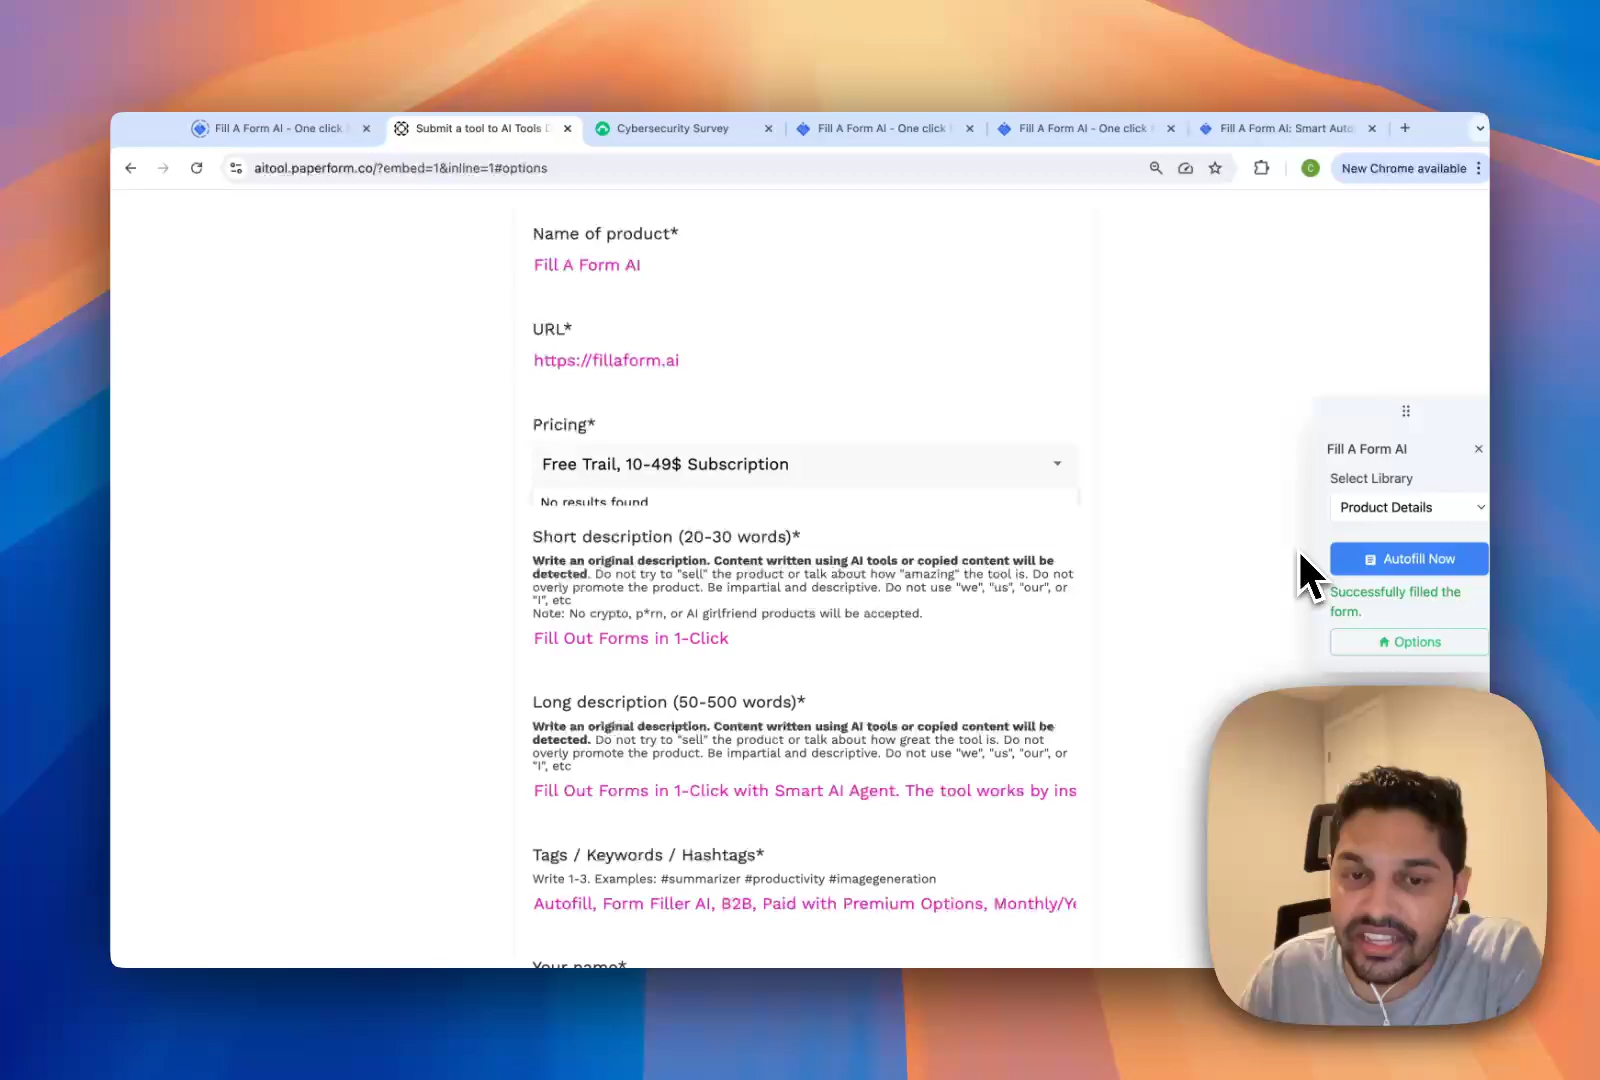 Fill A Form AI - One click
Submit a tool to AI Tools D
Cybersecurity Survey
Fill A Form AI - One click
Fill A Form AI - One click
Fill A Form AI: Smart Auto
aitool.paperform.co/?embed=1&inline=1#options
C
New Chrome available
Name of product*
Fill A Form AI
URL*
https://fillaform.ai
Pricing*
Free Trail, 10-49$ Subscription
No results found
Short description (20-30 words)*
Write an original description. Content written using AI tools or copied content will be
detected. Do not try to "sell" the product or talk about how "amazing" the tool is. Do not
overly promote the product. Be impartial and descriptive. Do not use "we", "us", "our", or
"I", etc
Note: No crypto, p*rn, or AI girlfriend products will be accepted.
Fill Out Forms in 1-Click
Long description (50-500 words)*
Write an original description. Content written using AI tools or copied content will be
detected. Do not try to "sell" the product or talk about how great the tool is. Do not
overly promote the product. Be impartial and descriptive. Do not use "we", "us", "our", or
"I", etc
Fill Out Forms in 1-Click with Smart AI Agent. The tool works by ins
Tags / Keywords / Hashtags*
Write 1-3. Examples: #summarizer #productivity #imagegeneration
Autofill, Form Filler AI, B2B, Paid with Premium Options, Monthly/Ye
Your name*
Fill A Form AI
Select Library
Product Details
Autofill Now
Successfully filled the
form.
Options